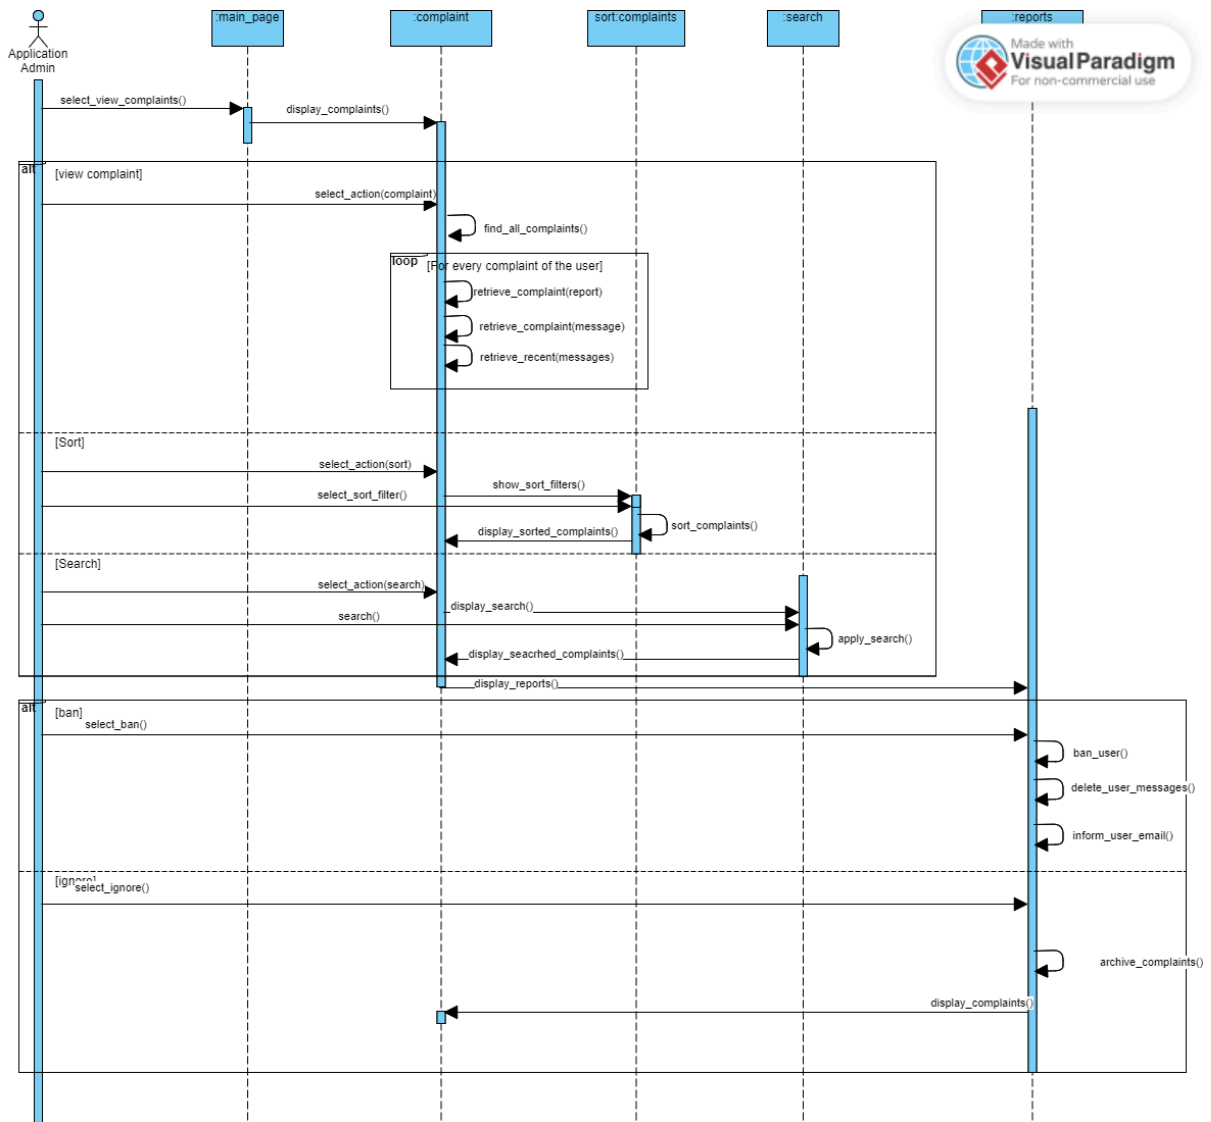 :main_page
:complaint
sort:complaints
:search
:reports
Made with
Visual Paradigm
For non-commercial use
Application
Admin
select_view_complaints()
display_complaints()
alt
[view complaint]
select_action(complaint)
find_all_complaints()
loop
[For every complaint of the user]
retrieve_complaint(report)
retrieve_complaint(message)
retrieve_recent(messages)
[Sort]
select_action(sort)
show_sort_filters()
select_sort_filter()
sort_complaints()
display_sorted_complaints()
[Search]
select_action(search)
display_search()
search()
apply_search()
display_seacrhed_complaints()
display_reports()
alt
[ban]
select_ban()
ban_user()
delete_user_messages()
inform_user_email()
[ignore]
select_ignore()
archive_complaints()
display_complaints()